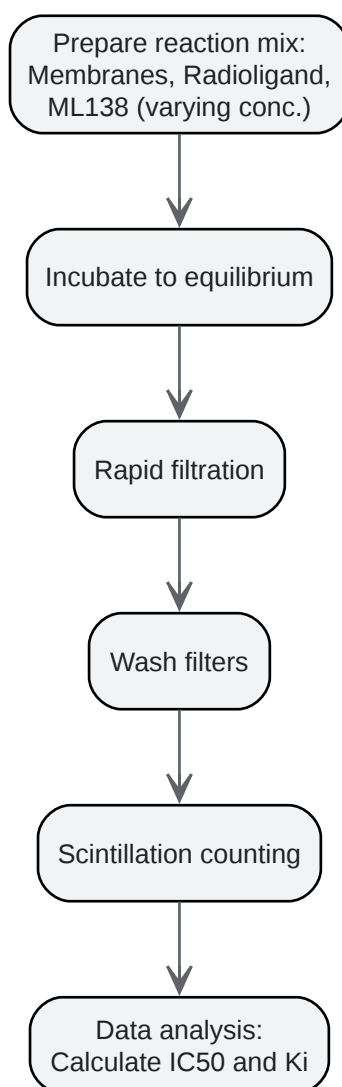 Prepare reaction mix:
Membranes, Radioligand,
ML138 (varying conc.)
Incubate to equilibrium
Rapid filtration
Wash filters
Scintillation counting
Data analysis:
Calculate IC50 and Ki